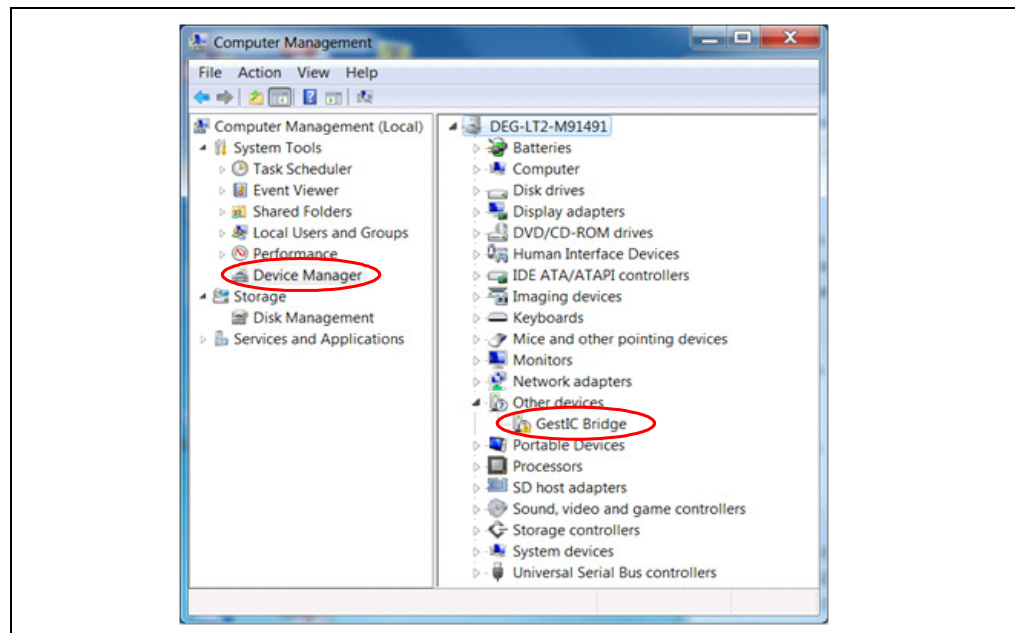 Computer Management
File Action View Help
Computer Management (Local)
System Tools
Task Scheduler
Event Viewer
Shared Folders
Local Users and Groups
Performance
Device Manager
Storage
Disk Management
Services and Applications
DEG-LT2-M91491
Batteries
Computer
Disk drives
Display adapters
DVD/CD-ROM drives
Human Interface Devices
IDE ATA/ATAPI controllers
Imaging devices
Keyboards
Mice and other pointing devices
Monitors
Network adapters
Other devices
GestIC Bridge
Portable Devices
Processors
SD host adapters
Sound, video and game controllers
Storage controllers
System devices
Universal Serial Bus controllers